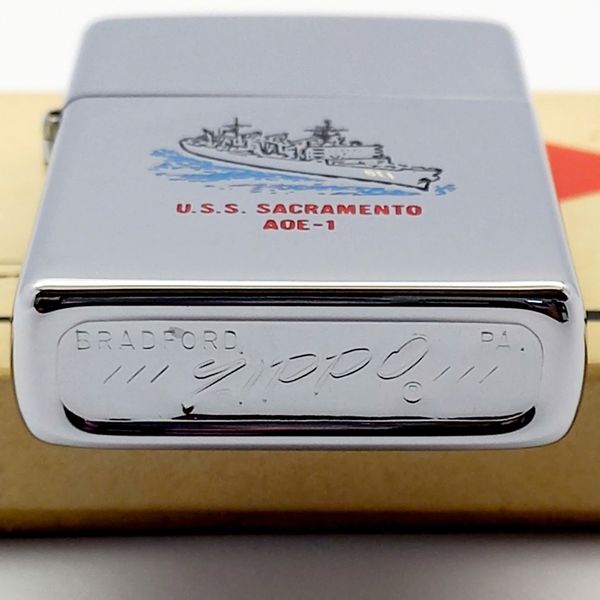 U.S.S. SACRAMENTO
AOE-1
BRADFORD, PA.
/// Zippo ® ///